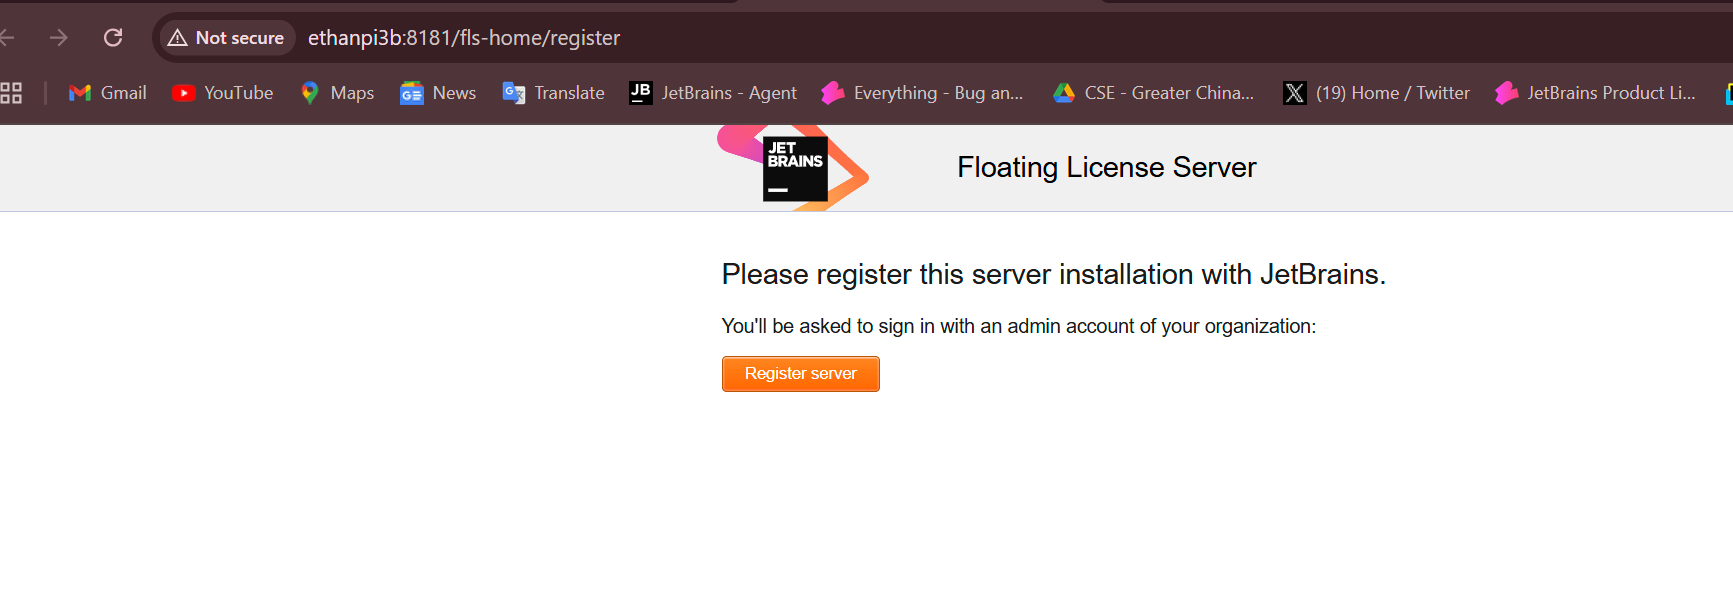 Not secure ethanpi3b:8181/fls-home/register
Gmail YouTube Maps News Translate JB JetBrains - Agent Everything - Bug an... CSE - Greater China... (19) Home / Twitter JetBrains Product Li...
JET
BRAINS
Floating License Server
Please register this server installation with JetBrains.
You'll be asked to sign in with an admin account of your organization:
Register server